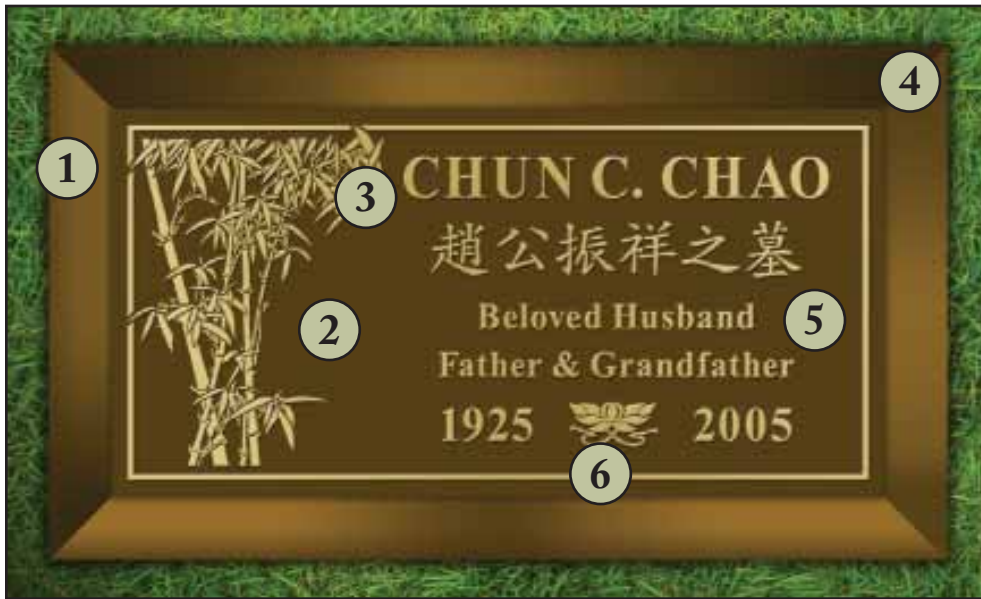 1
4
3
CHUN C. CHAO
趙公振祥之墓
2
Beloved Husband
5
Father & Grandfather
1925 2005
6